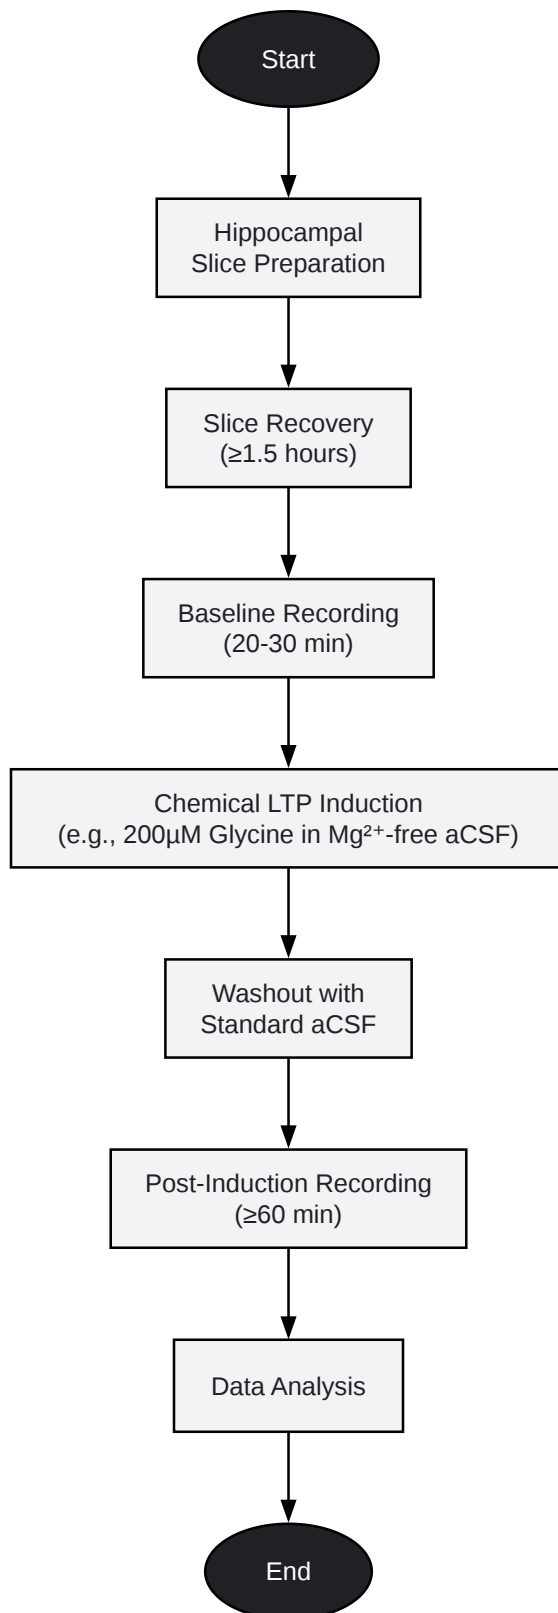 Start
Hippocampal
Slice Preparation
Slice Recovery
(≥1.5 hours)
Baseline Recording
(20-30 min)
Chemical LTP Induction
(e.g., 200µM Glycine in Mg²⁺-free aCSF)
Washout with
Standard aCSF
Post-Induction Recording
(≥60 min)
Data Analysis
End